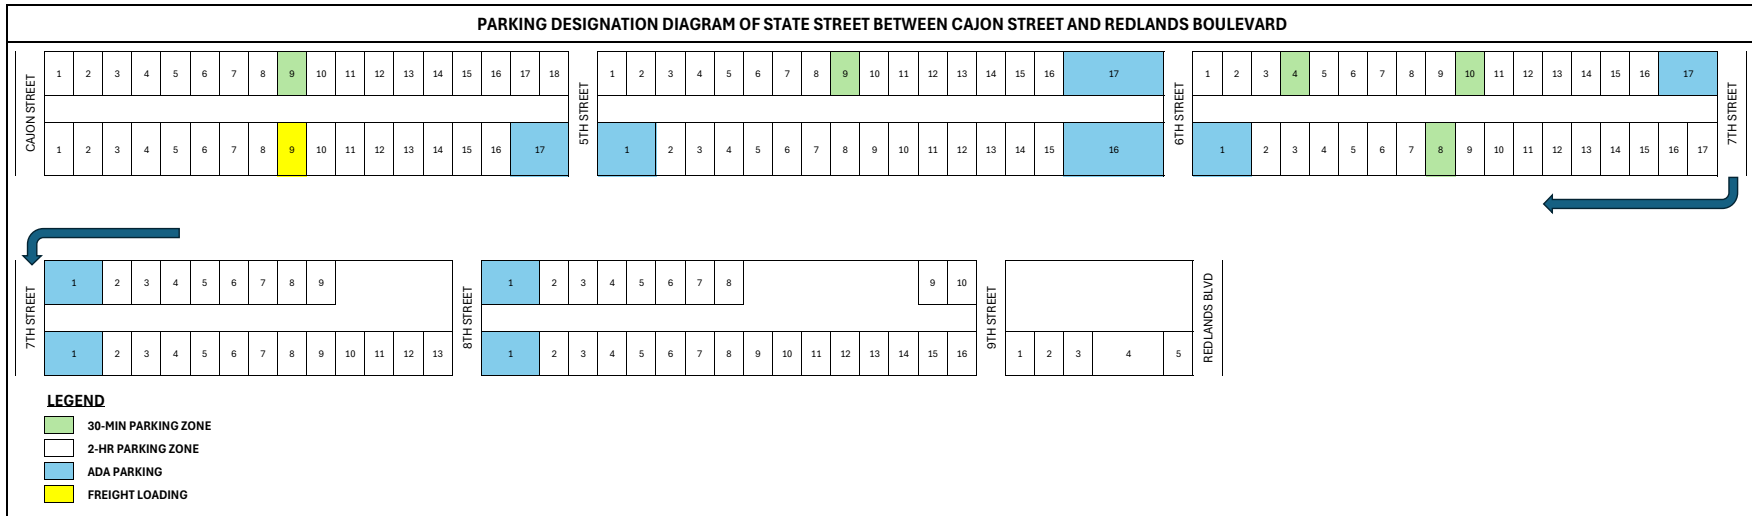 PARKING DESIGNATION DIAGRAM OF STATE STREET BETWEEN CAJON STREET AND REDLANDS BOULEVARD
CAJON STREET
1 2 3 4 5 6 7 8 9 10 11 12 13 14 15 16 17 18
1 2 3 4 5 6 7 8 9 10 11 12 13 14 15 16 17
5TH STREET
1 2 3 4 5 6 7 8 9 10 11 12 13 14 15 16 17
1 2 3 4 5 6 7 8 9 10 11 12 13 14 15 16
6TH STREET
1 2 3 4 5 6 7 8 9 10 11 12 13 14 15 16 17
1 2 3 4 5 6 7 8 9 10 11 12 13 14 15 16 17
7TH STREET
7TH STREET
1 2 3 4 5 6 7 8 9
1 2 3 4 5 6 7 8 9 10 11 12 13
8TH STREET
1 2 3 4 5 6 7 8 9 10
1 2 3 4 5 6 7 8 9 10 11 12 13 14 15 16
9TH STREET
1 2 3 4 5
REDLANDS BLVD
LEGEND
30-MIN PARKING ZONE
2-HR PARKING ZONE
ADA PARKING
FREIGHT LOADING